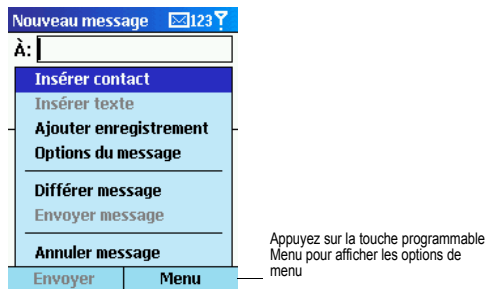 Nouveau message 123
À:
Insérer contact
Insérer texte
Ajouter enregistrement
Options du message
Différer message
Envoyer message
Annuler message
Envoyer Menu
Appuyez sur la touche programmable
Menu pour afficher les options de
menu